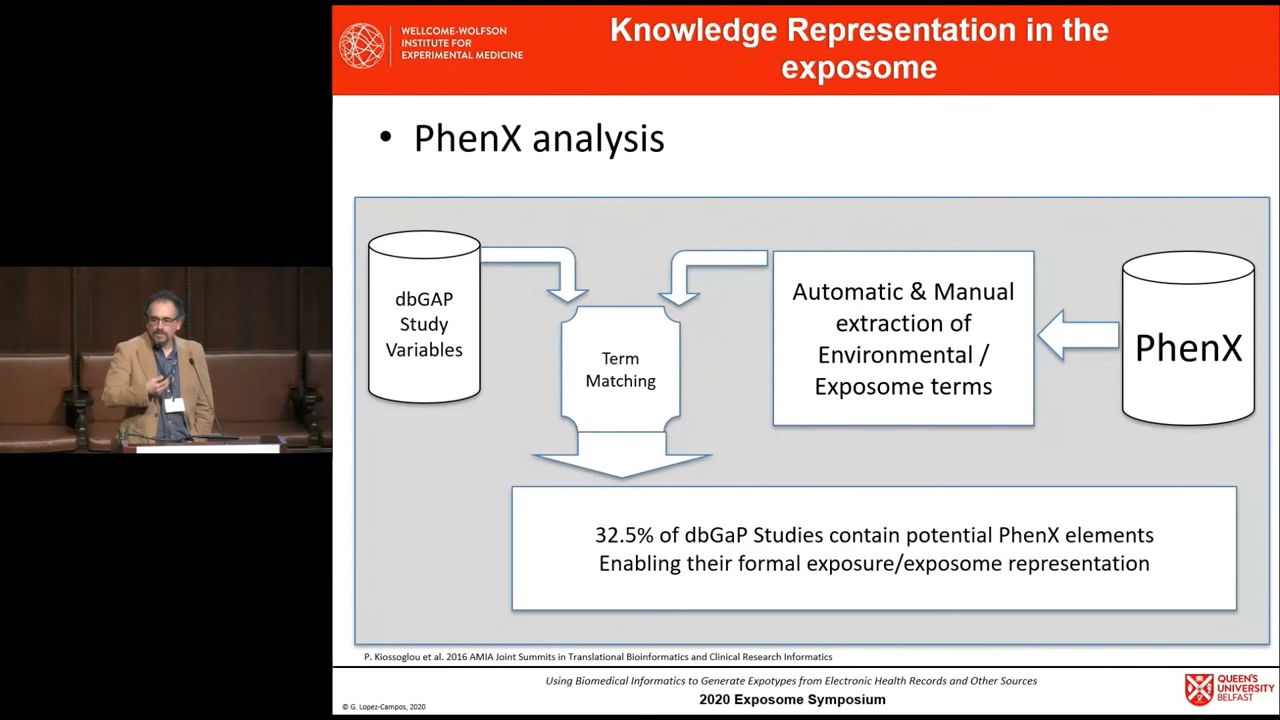 WELLCOME-WOLFSON
INSTITUTE FOR
EXPERIMENTAL MEDICINE
Knowledge Representation in the
exposome
• PhenX analysis
dbGAP
Study
Variables
Term
Matching
Automatic & Manual
extraction of
Environmental /
Exposome terms
PhenX
32.5% of dbGaP Studies contain potential PhenX elements
Enabling their formal exposure/exposome representation
P. Kiossoglou et al. 2016 AMIA Joint Summits in Translational Bioinformatics and Clinical Research Informatics
Using Biomedical Informatics to Generate Expotypes from Electronic Health Records and Other Sources
2020 Exposome Symposium
© G. Lopez-Campos, 2020
QUEEN'S
UNIVERSITY
BELFAST